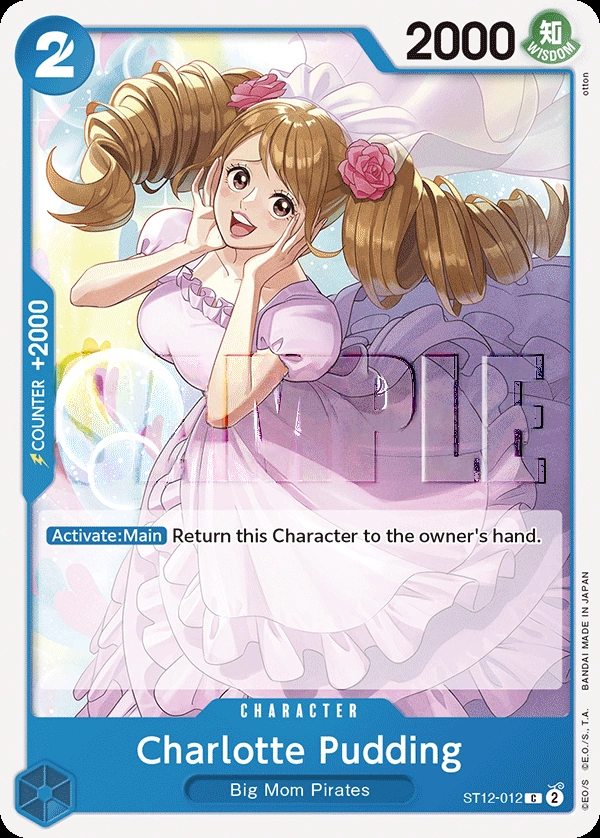 2
2000
知
WISDOM
otton
COUNTER +2000
SAMPLE
Activate:Main Return this Character to the owner's hand.
CHARACTER
Charlotte Pudding
Big Mom Pirates
ST12-012 C 2
©EO/S ©E.O./S., T.A. BANDAI MADE IN JAPAN